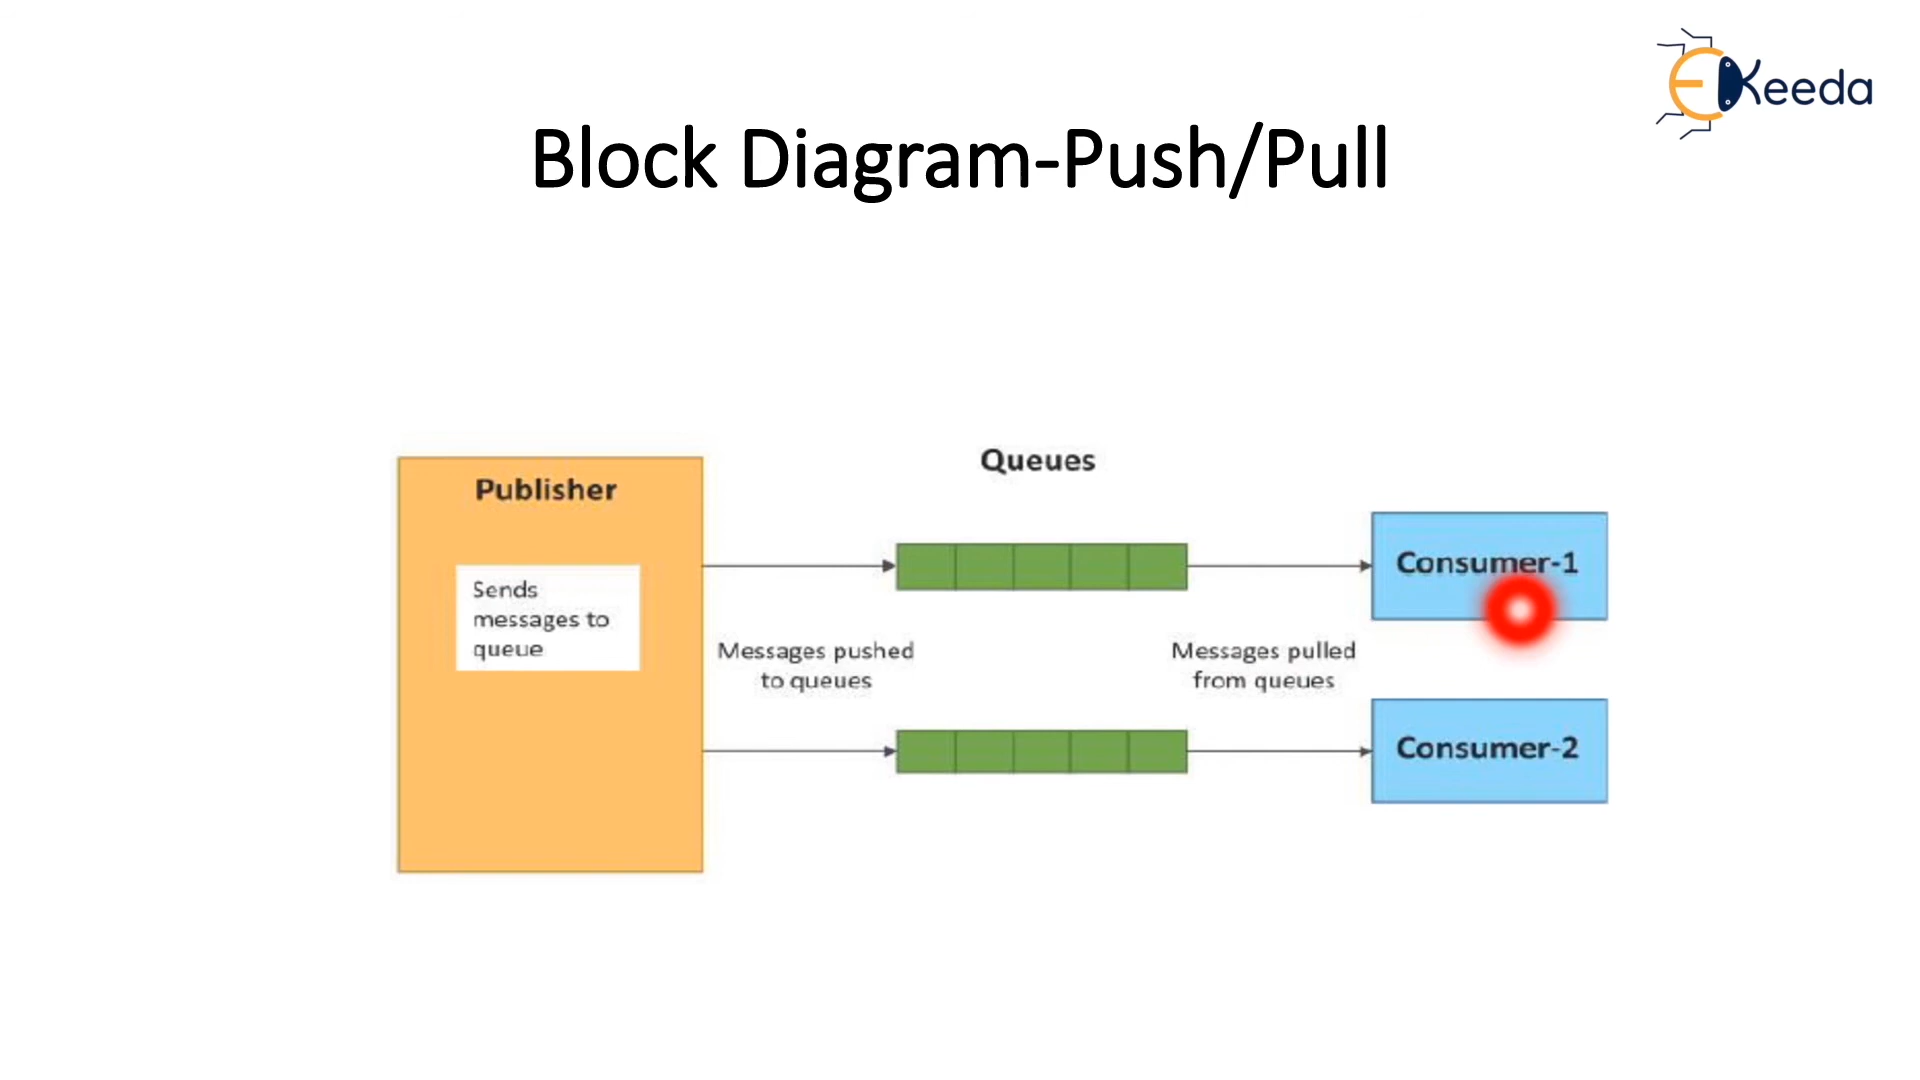 EKeeda
Block Diagram-Push/Pull
Queues
Publisher
Sends
messages to
queue
Messages pushed
to queues
Messages pulled
from queues
Consumer-1
Consumer-2